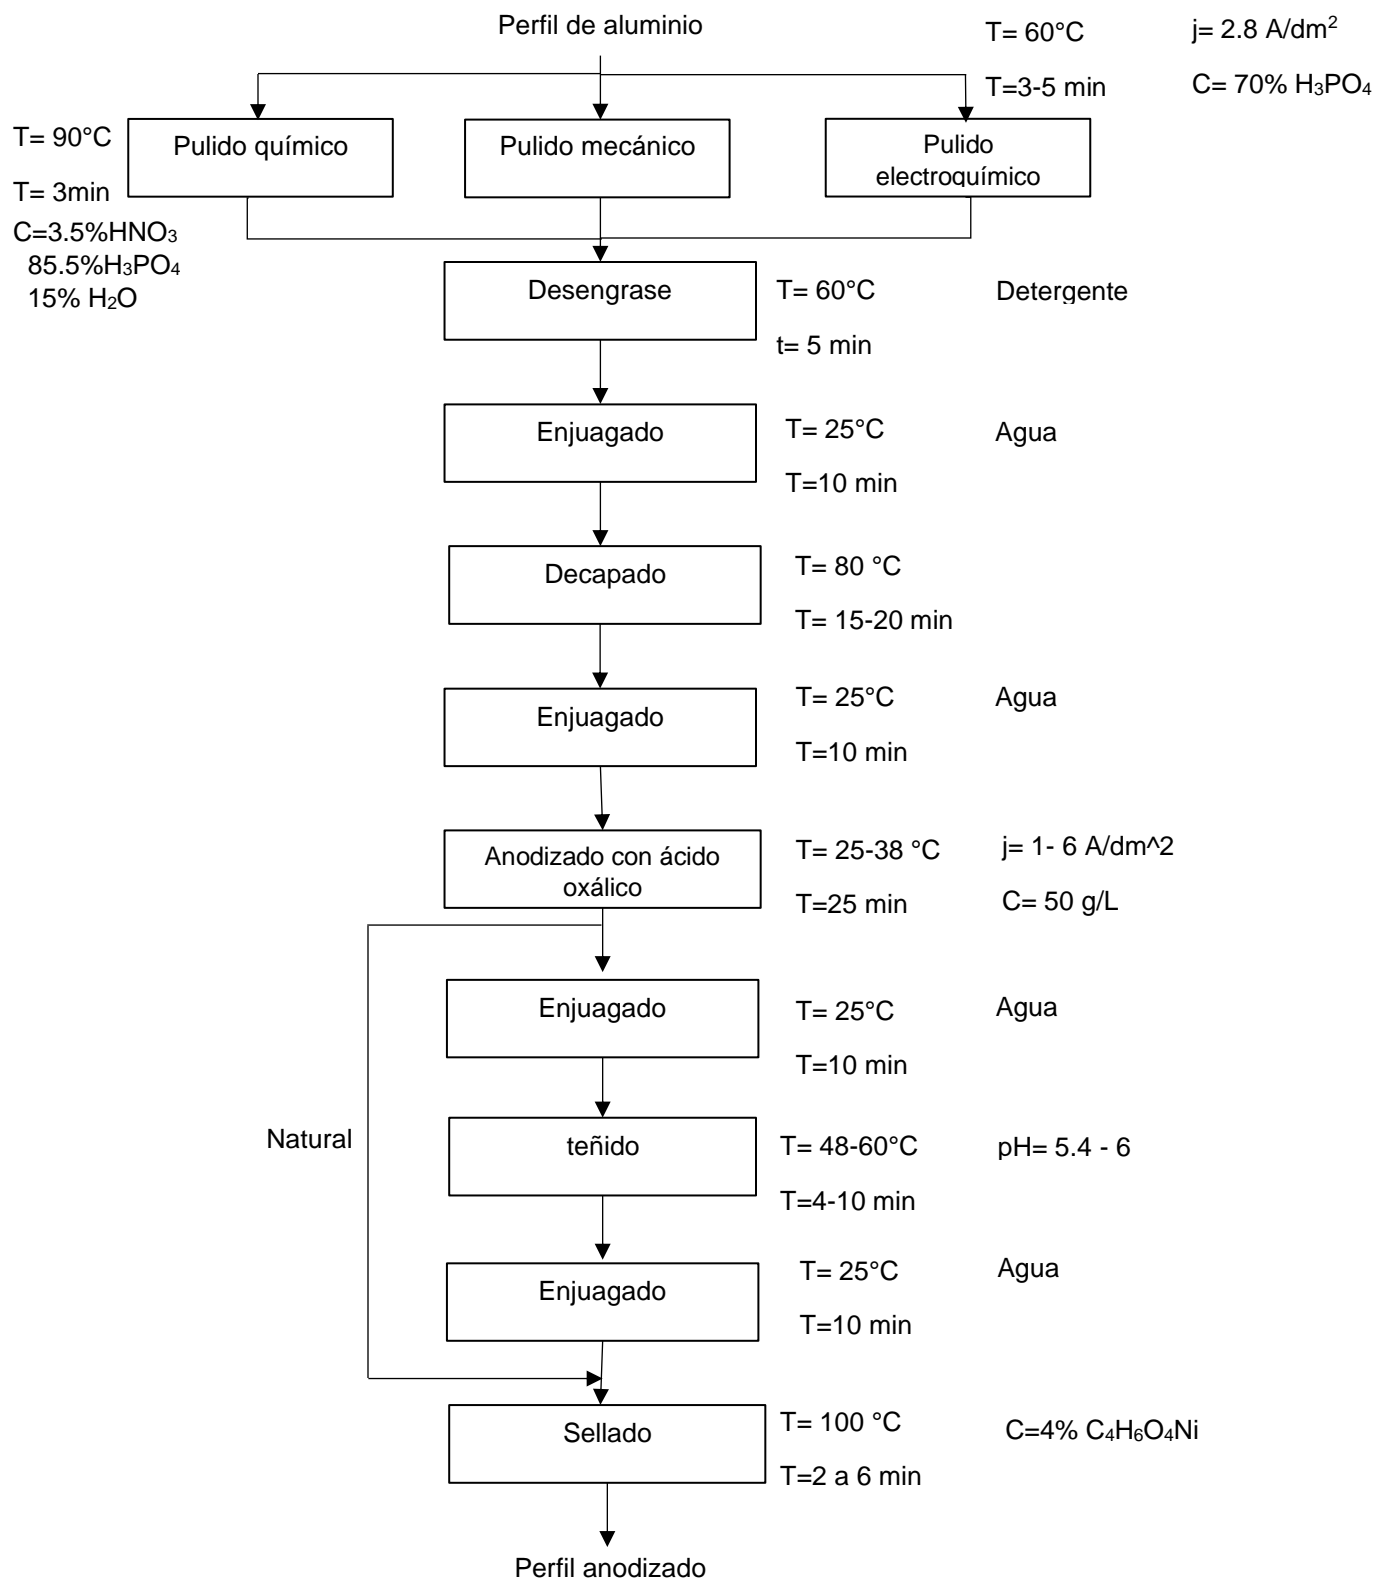 Perfil de aluminio
T= 60°C
j= 2.8 A/dm²
T=3-5 min
C= 70% H₃PO₄
T= 90°C
T= 3min
C=3.5%HNO₃
85.5%H₃PO₄
15% H₂O
Pulido químico
Pulido mecánico
Pulido
electroquímico
Desengrase
T= 60°C
Detergente
t= 5 min
Enjuagado
T= 25°C
Agua
T=10 min
Decapado
T= 80 °C
T= 15-20 min
Enjuagado
T= 25°C
Agua
T=10 min
Anodizado con ácido
oxálico
T= 25-38 °C
j= 1- 6 A/dm^2
T=25 min
C= 50 g/L
Enjuagado
T= 25°C
Agua
T=10 min
Natural
teñido
T= 48-60°C
pH= 5.4 - 6
T=4-10 min
Enjuagado
T= 25°C
Agua
T=10 min
Sellado
T= 100 °C
C=4% C₄H₆O₄Ni
T=2 a 6 min
Perfil anodizado